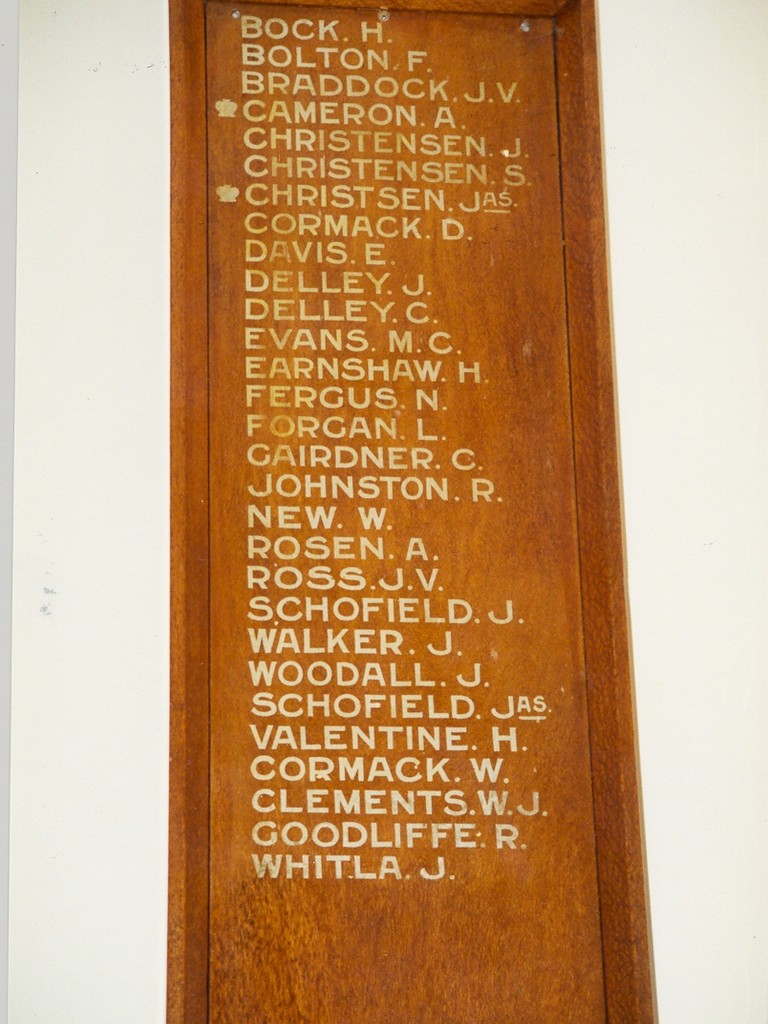 BOCK. H.
BOLTON. F.
BRADDOCK. J.V.
CAMERON. A.
CHRISTENSEN. J.
CHRISTENSEN. S.
CHRISTSEN. JAS.
CORMACK. D.
DAVIS. E.
DELLEY. J.
DELLEY. C.
EVANS. M. C.
EARNSHAW. H.
FERGUS. N.
FORGAN. L.
GAIRDNER. C.
JOHNSTON. R.
NEW. W.
ROSEN. A.
ROSS. J.V.
SCHOFIELD. J.
WALKER. J.
WOODALL. J.
SCHOFIELD. JAS.
VALENTINE. H.
CORMACK. W.
CLEMENTS. W.J.
GOODLIFFE. R.
WHITLA. J.